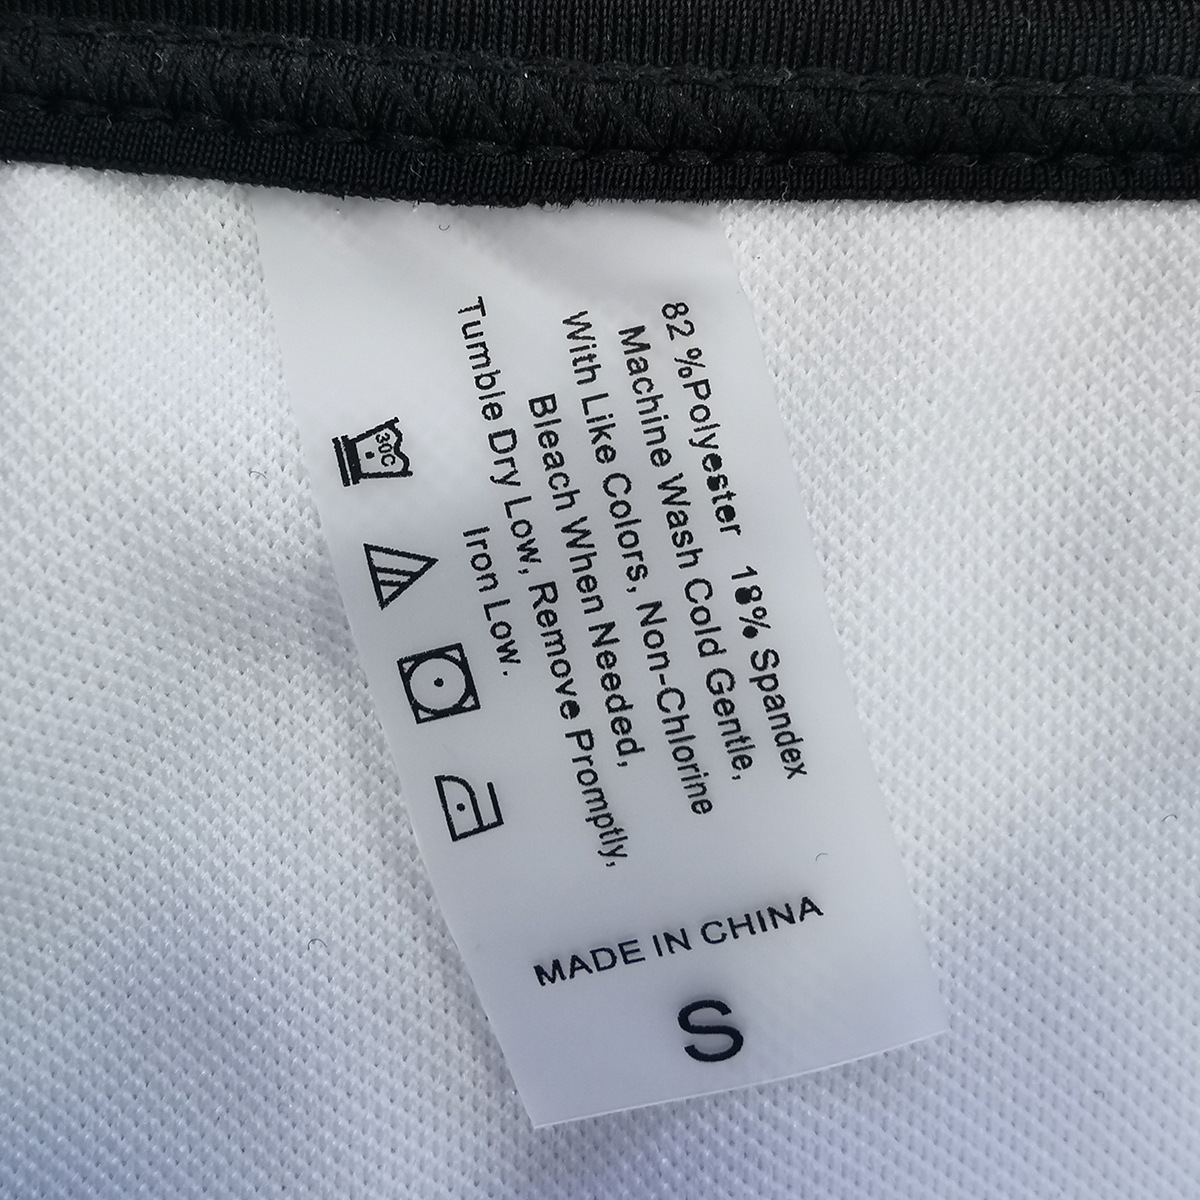 82 %Polyester 18% Spandex
Machine Wash Cold Gentle,
With Like Colors, Non-Chlorine
Bleach When Needed,
Tumble Dry Low, Remove Promptly,
Iron Low.
30C
MADE IN CHINA
S